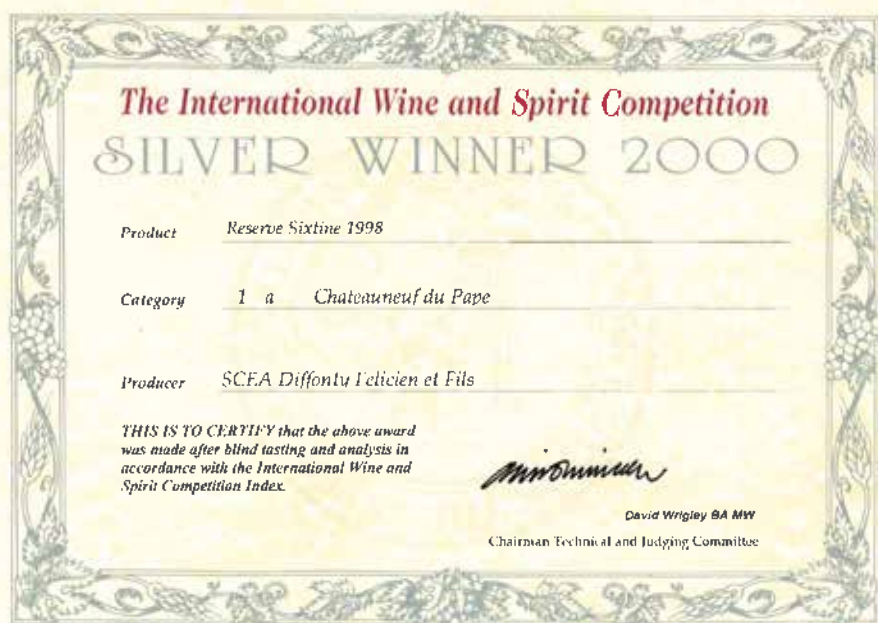 The International Wine and Spirit Competition
SILVER WINNER 2000
Product Reserve Sixtine 1998
Category 1 a Chateauneuf du Pape
Producer SCEA Diffonty Felicien et Fils
THIS IS TO CERTIFY that the above award
was made after blind tasting and analysis in
accordance with the International Wine and
Spirit Competition Index.
David Wrigley BA MW
Chairman Technical and Judging Committee